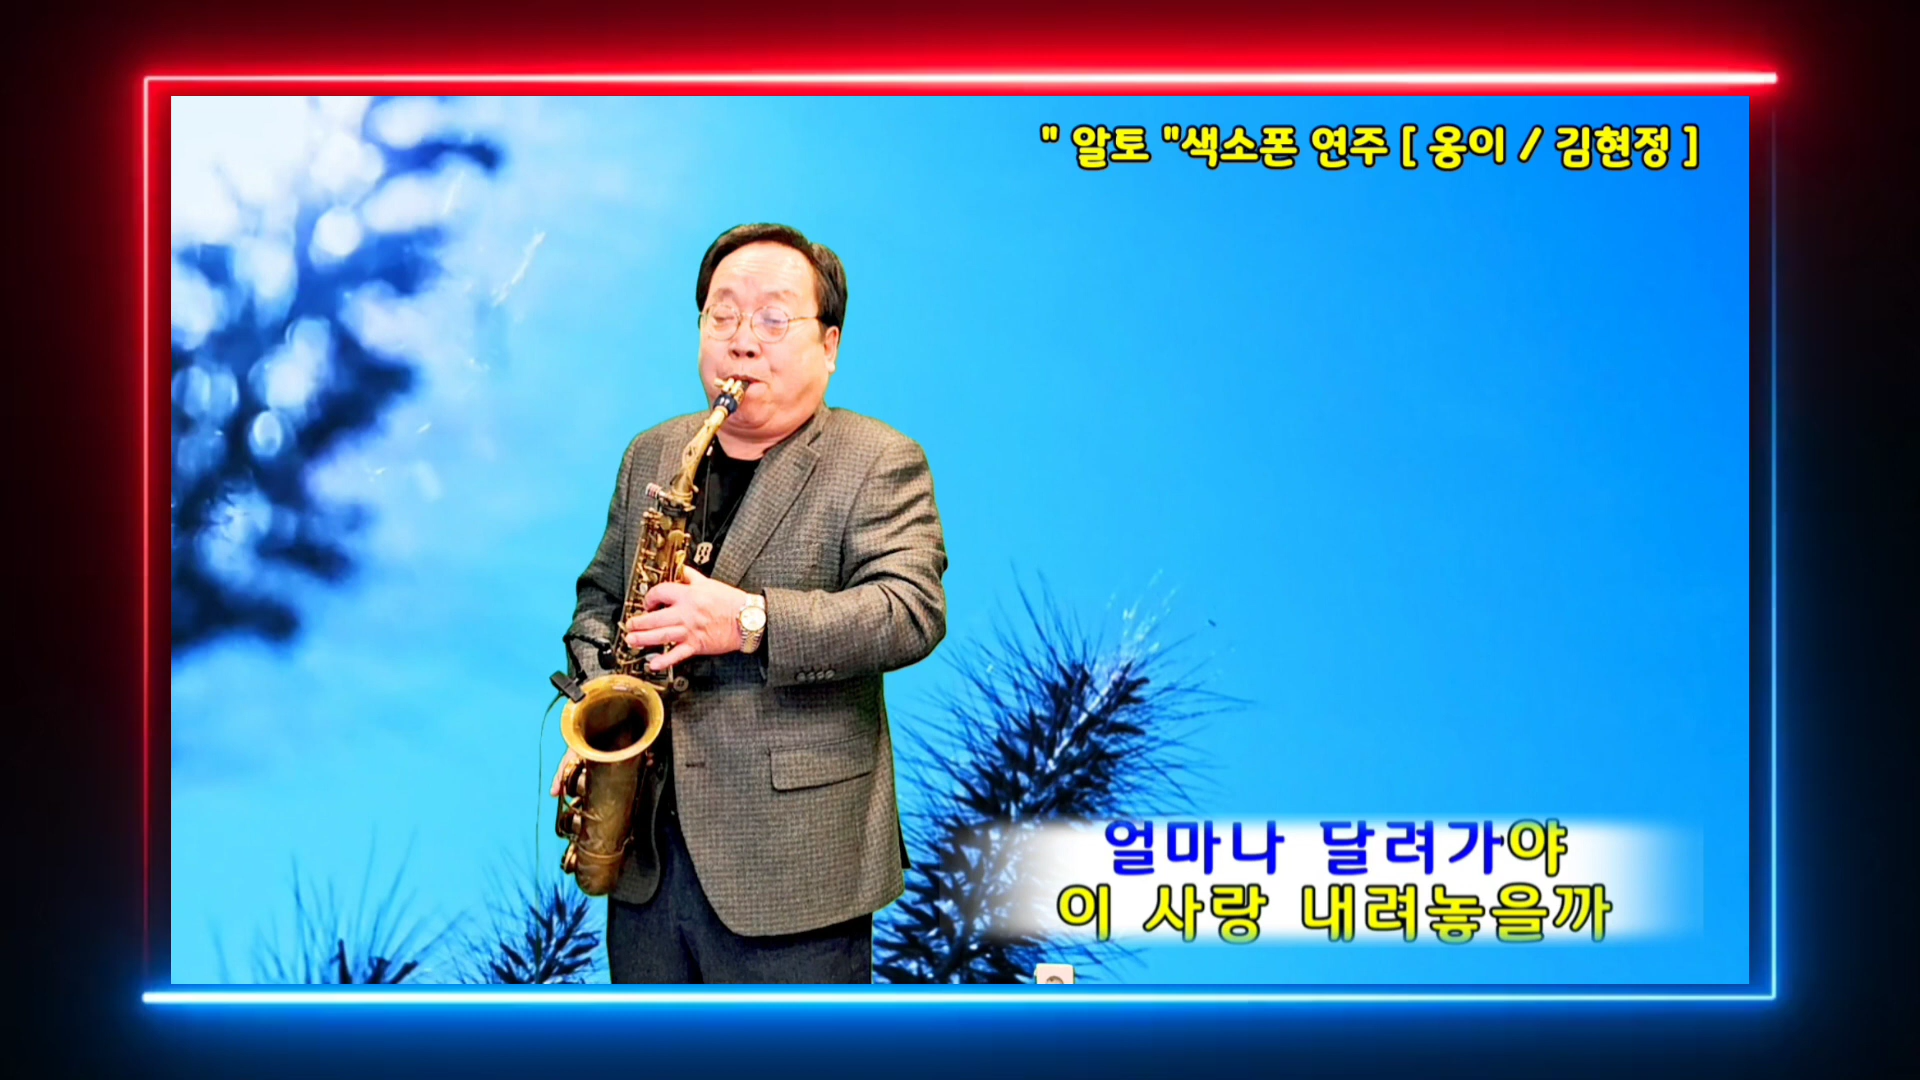 " 알토 "색소폰 연주 [ 옹이 / 김현정 ]
얼마나 달려가야
이 사랑 내려놓을까